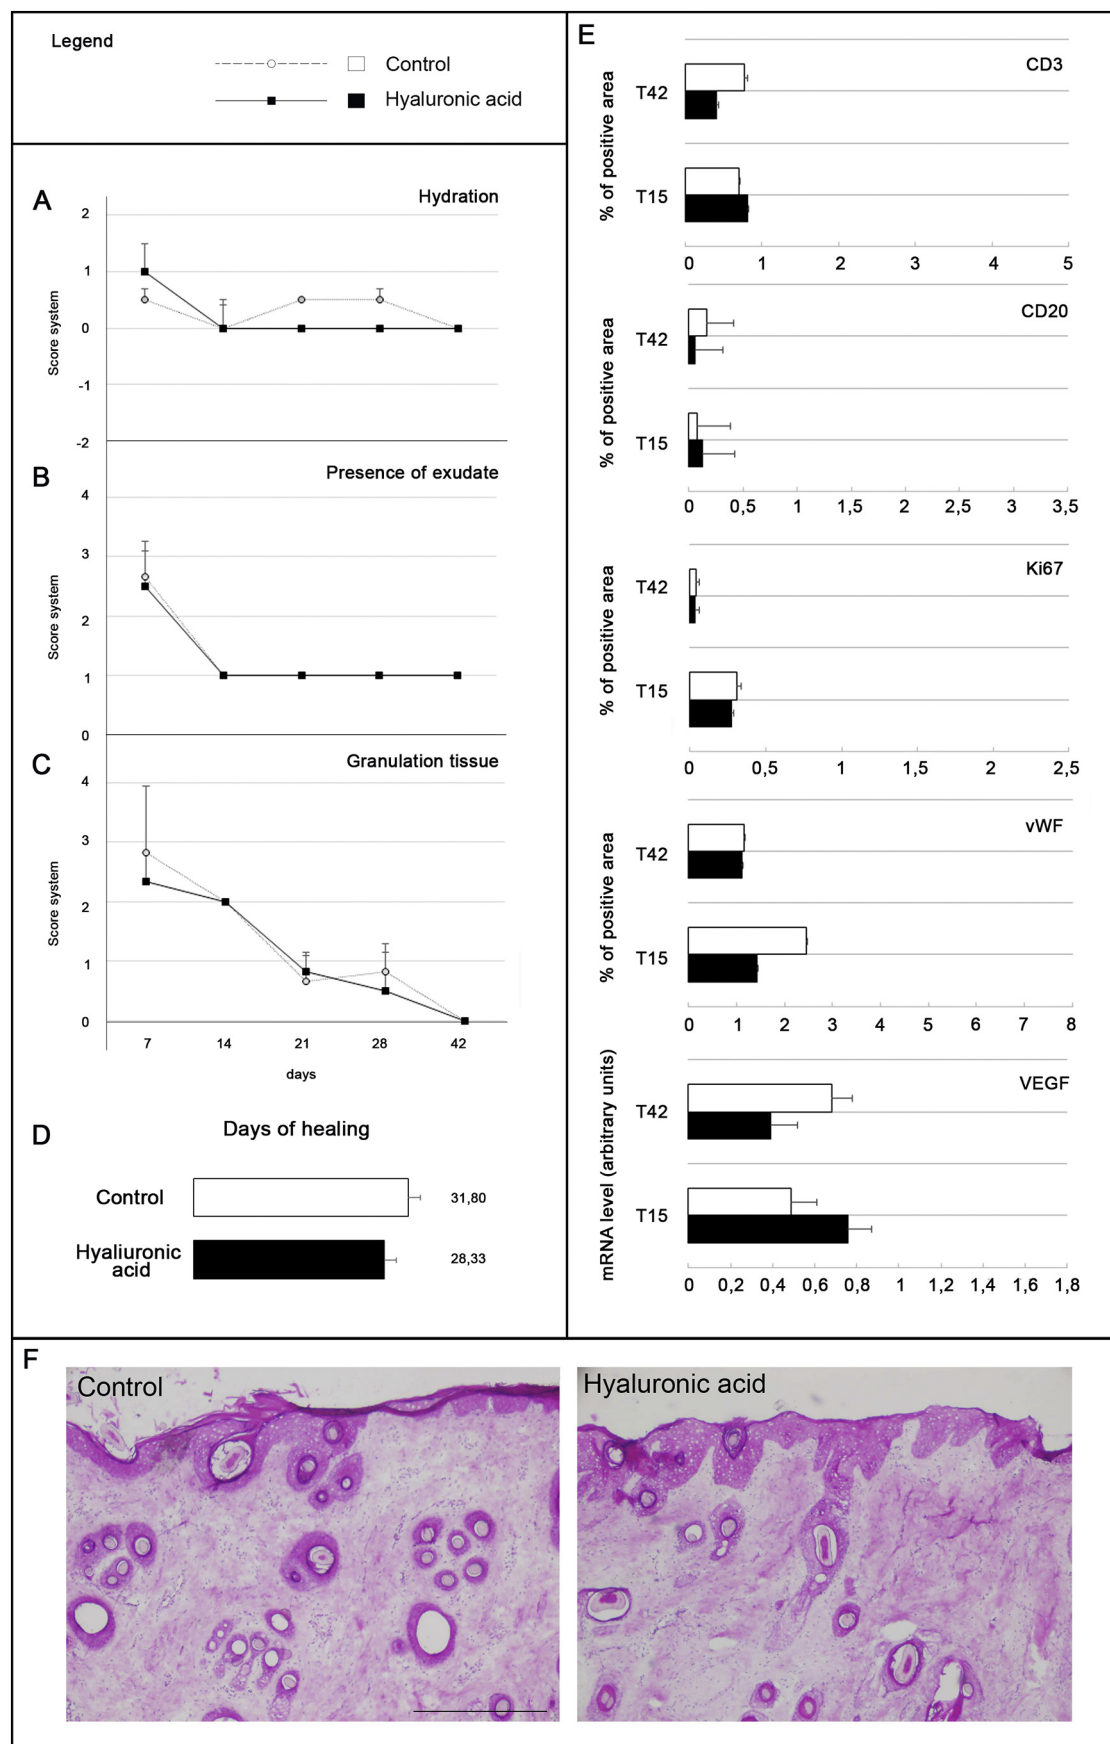 Legend
Control
Hyaluronic acid
A
Hydration
Score system
2
1
0
-1
-2
B
Presence of exudate
Score system
4
3
2
1
0
C
Granulation tissue
Score system
4
3
2
1
0
7 14 21 28 42
days
D
Days of healing
Control 31,80
Hyaliuronic
acid
28,33
E
CD3
% of positive area
T42
T15
0 1 2 3 4 5
CD20
% of positive area
T42
T15
0 0,5 1 1,5 2 2,5 3 3,5
Ki67
% of positive area
T42
T15
0 0,5 1 1,5 2 2,5
vWF
% of positive area
T42
T15
0 1 2 3 4 5 6 7 8
VEGF
mRNA level (arbitrary units)
T42
T15
0 0,2 0,4 0,6 0,8 1 1,2 1,4 1,6 1,8
F
Control
Hyaluronic acid